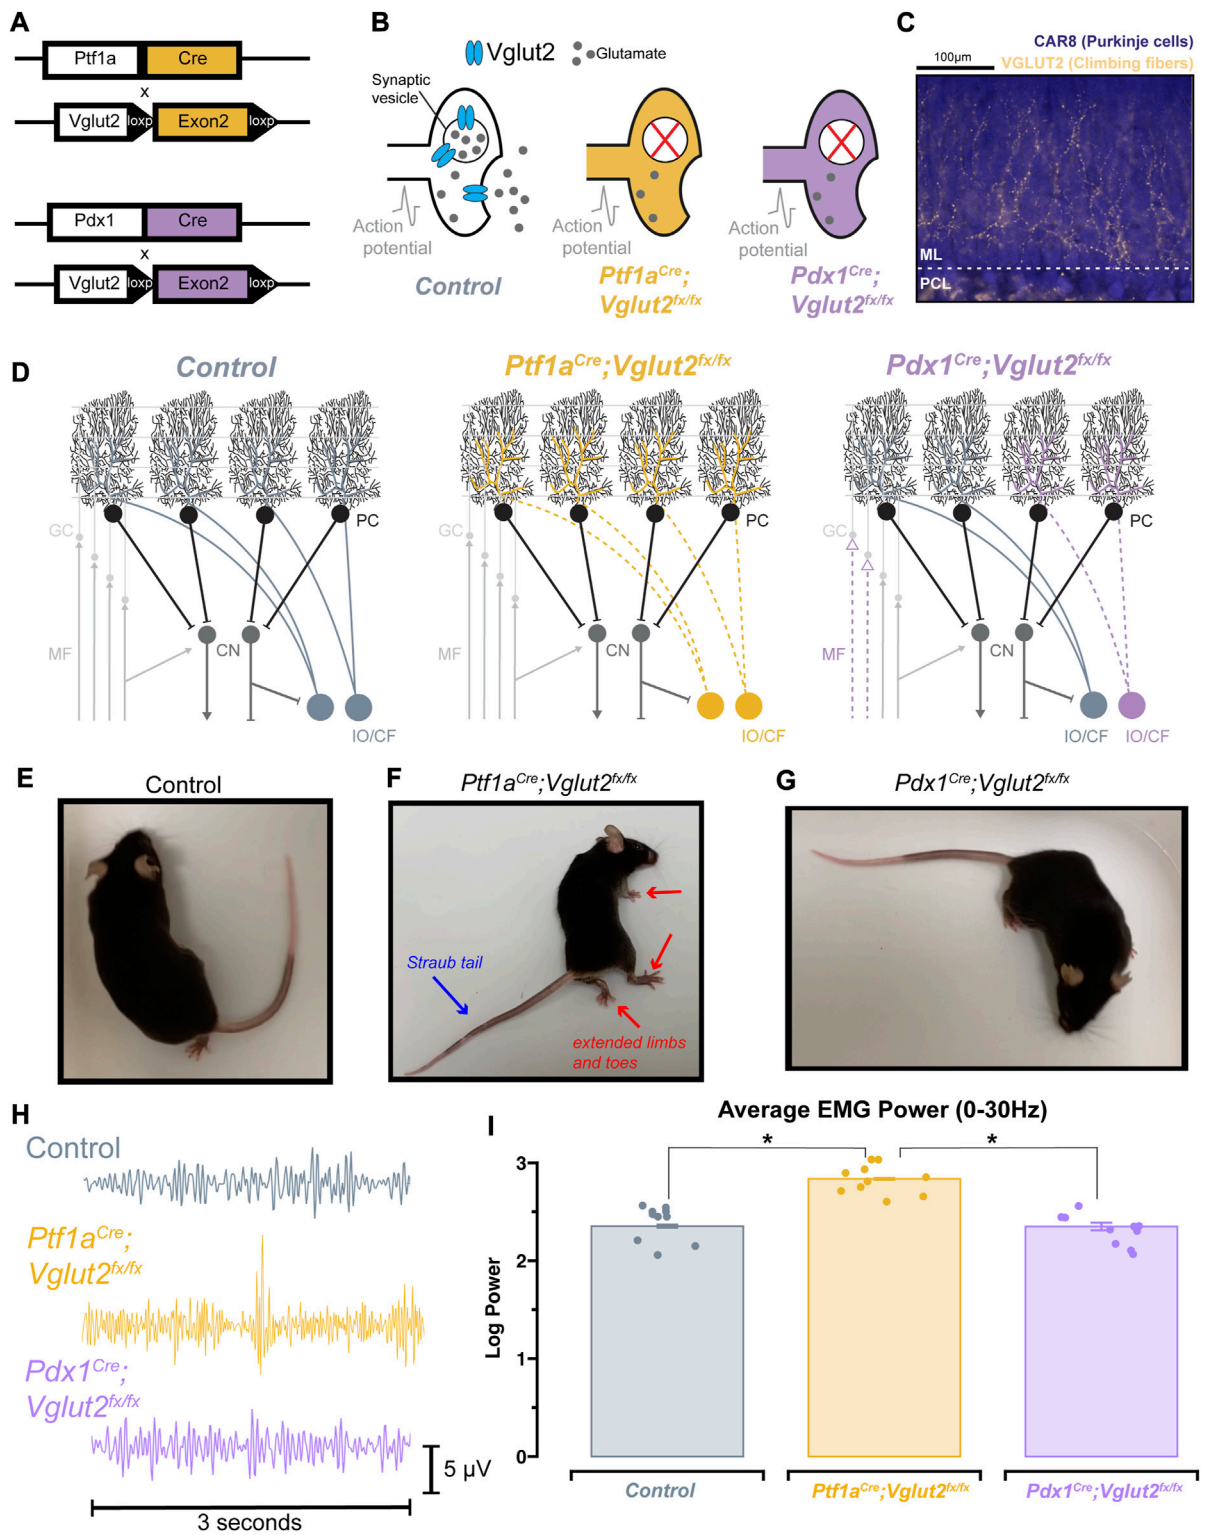 A
Ptf1a Cre
x
Vglut2 loxp Exon2 loxp
Pdx1 Cre
x
Vglut2 loxp Exon2 loxp
B
Vglut2 Glutamate
Synaptic
vesicle
Action
potential
Action
potential
Action
potential
Control
Ptf1aCre;
Vglut2fx/fx
Pdx1Cre;
Vglut2fx/fx
C
CAR8 (Purkinje cells)
100µm VGLUT2 (Climbing fibers)
ML
PCL
D
Control
Ptf1aCre;Vglut2fx/fx
Pdx1Cre;Vglut2fx/fx
GC PC
MF CN
IO/CF
GC PC
MF CN
IO/CF
GC PC
MF CN
IO/CF IO/CF
E
Control
F
Ptf1aCre;Vglut2fx/fx
Straub tail
extended limbs
and toes
G
Pdx1Cre;Vglut2fx/fx
H
Control
Ptf1aCre;
Vglut2fx/fx
Pdx1Cre;
Vglut2fx/fx
5 µV
3 seconds
I
Average EMG Power (0-30Hz)
* *
3
2
1
0
Log Power
Control
Ptf1aCre;Vglut2fx/fx
Pdx1Cre;Vglut2fx/fx